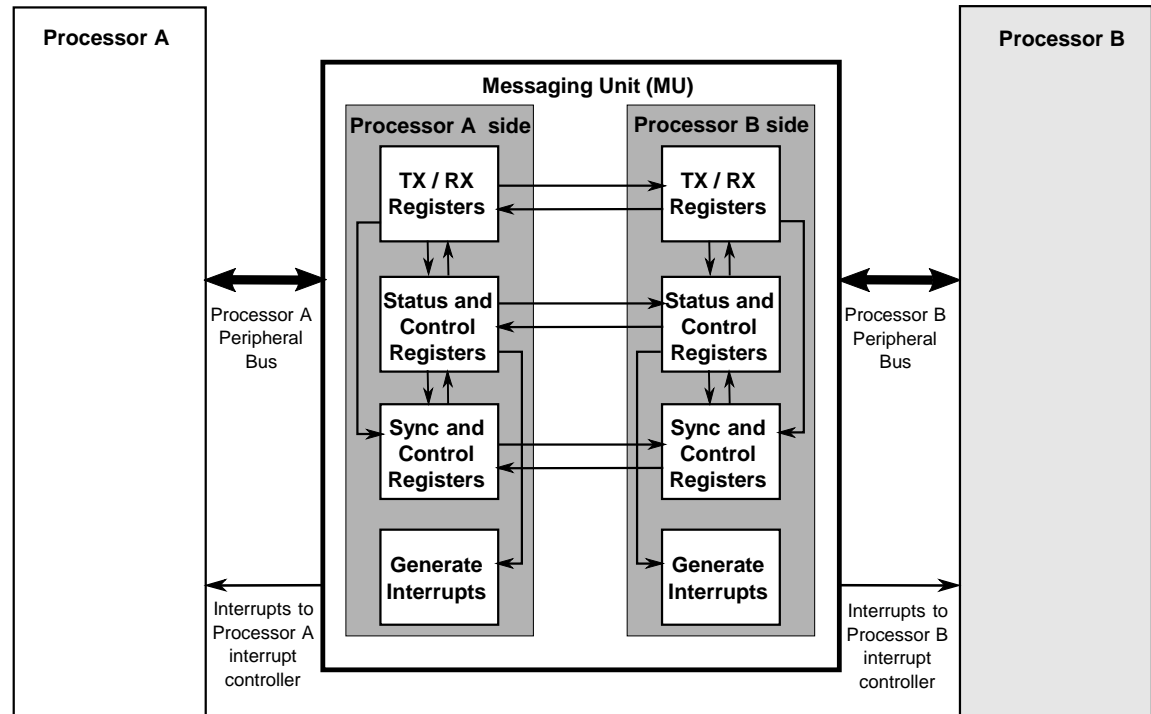 Processor A
Processor B
Messaging Unit (MU)
Processor A side
Processor B side
TX / RX
Registers
TX / RX
Registers
Status and
Control
Registers
Status and
Control
Registers
Processor A
Peripheral
Bus
Processor B
Peripheral
Bus
Sync and
Control
Registers
Sync and
Control
Registers
Generate
Interrupts
Generate
Interrupts
Interrupts to
Processor A
interrupt
controller
Interrupts to
Processor B
interrupt
controller